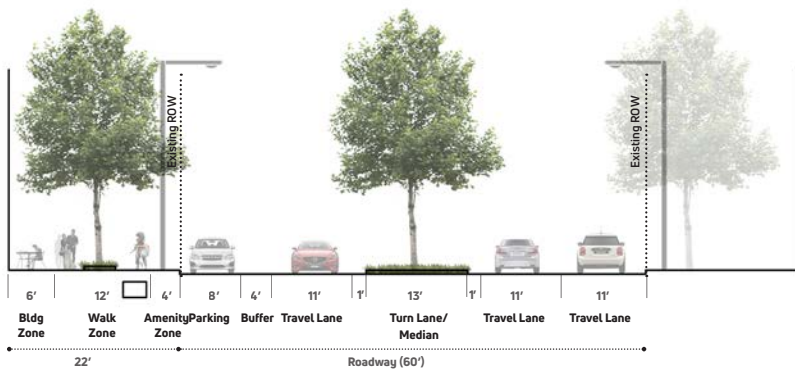 Existing ROW
Existing ROW
6' 12' 4' 8' 4' 11' 1' 13' 1' 11' 11'
Bldg Zone
Walk Zone
Amenity Zone
Parking
Buffer
Travel Lane
Turn Lane/
Median
Travel Lane
Travel Lane
22'
Roadway (60')